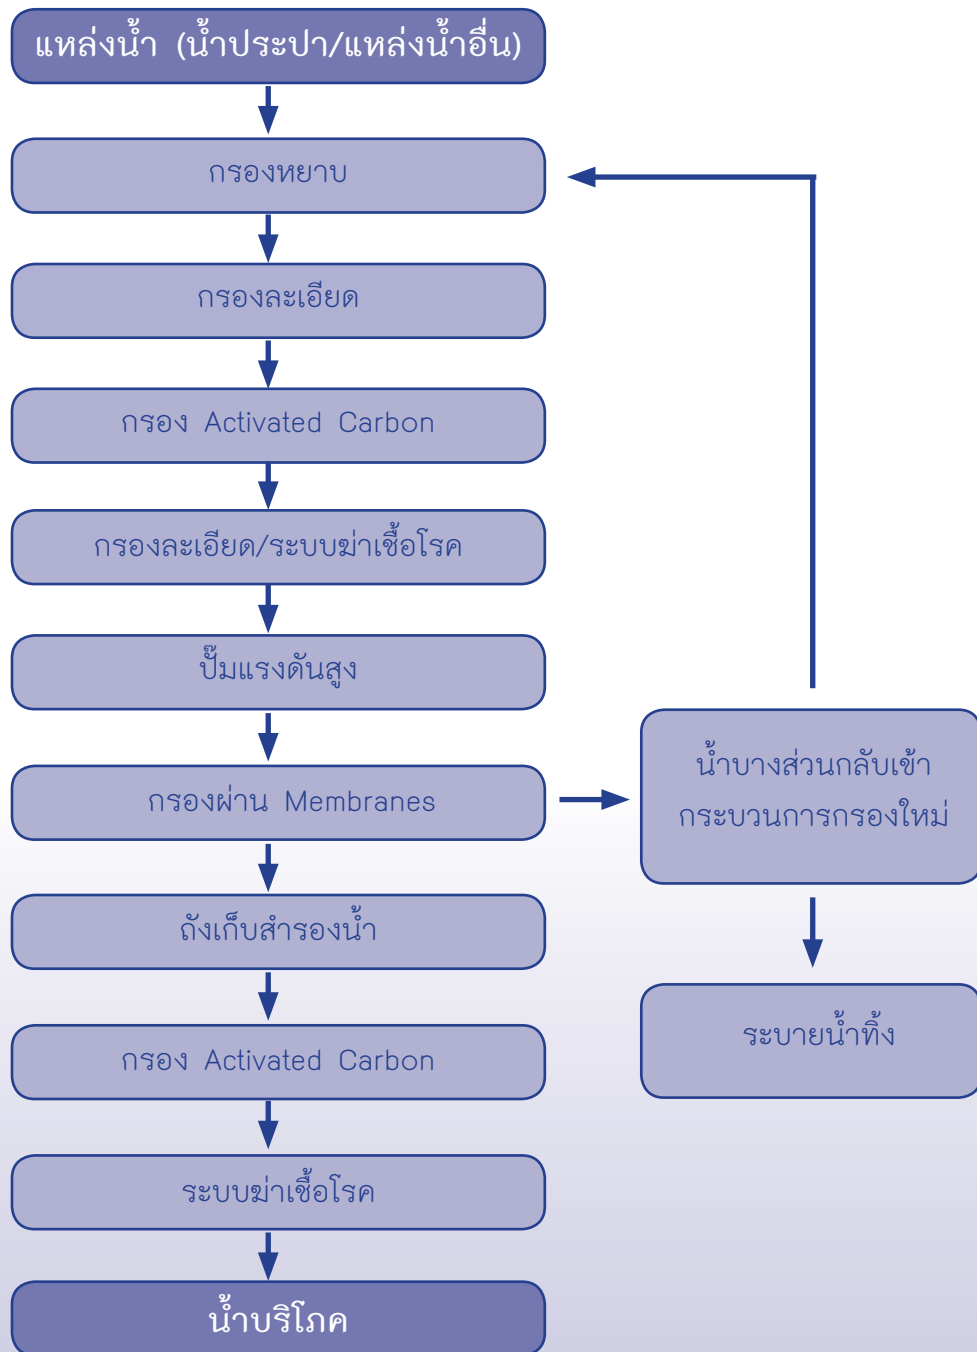 แหล่งน้ำ (น้ำประปา/แหล่งน้ำอื่น)
กรองหยาบ
กรองละเอียด
กรอง Activated Carbon
กรองละเอียด/ระบบฆ่าเชื้อโรค
ปั๊มแรงดันสูง
กรองผ่าน Membranes
น้ำบางส่วนกลับเข้า
กระบวนการกรองใหม่
ถังเก็บสำรองน้ำ
ระบายน้ำทิ้ง
กรอง Activated Carbon
ระบบฆ่าเชื้อโรค
น้ำบริโภค